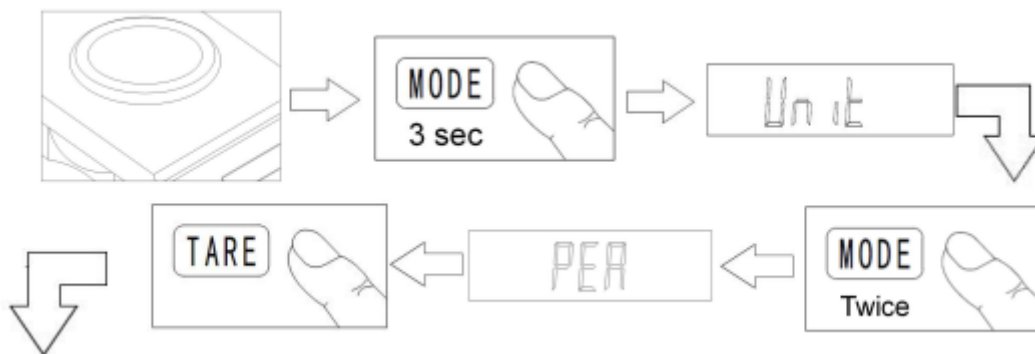 MODE
3 sec
Unit
MODE
Twice
PEA
TARE